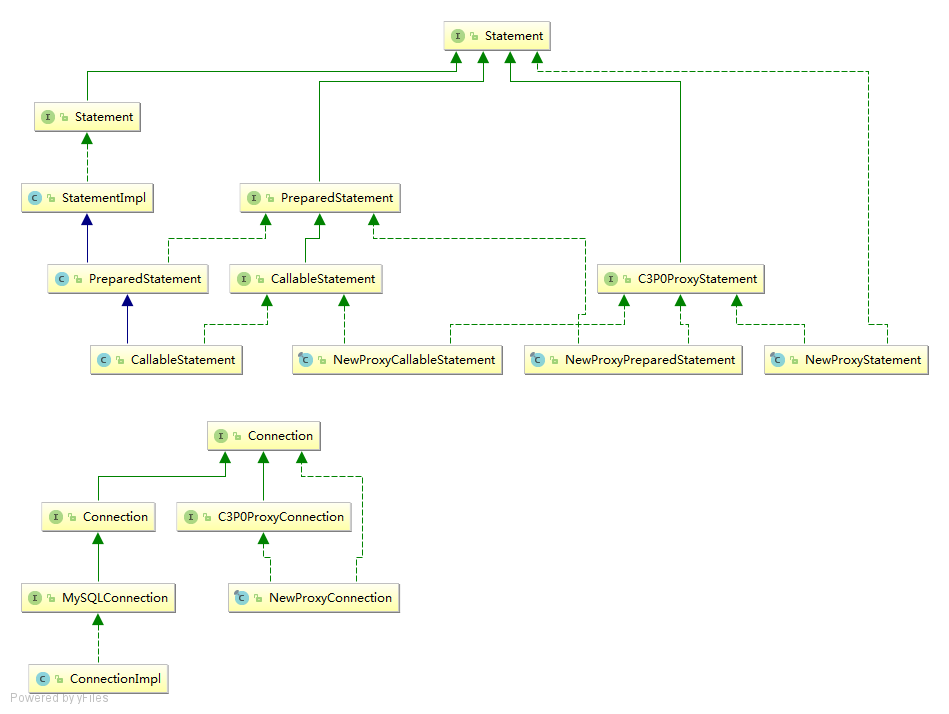 Statement
Statement
StatementImpl
PreparedStatement
PreparedStatement
CallableStatement
C3P0ProxyStatement
CallableStatement
NewProxyCallableStatement
NewProxyPreparedStatement
NewProxyStatement
Connection
Connection
C3P0ProxyConnection
MySQLConnection
NewProxyConnection
ConnectionImpl
Powered by yFiles